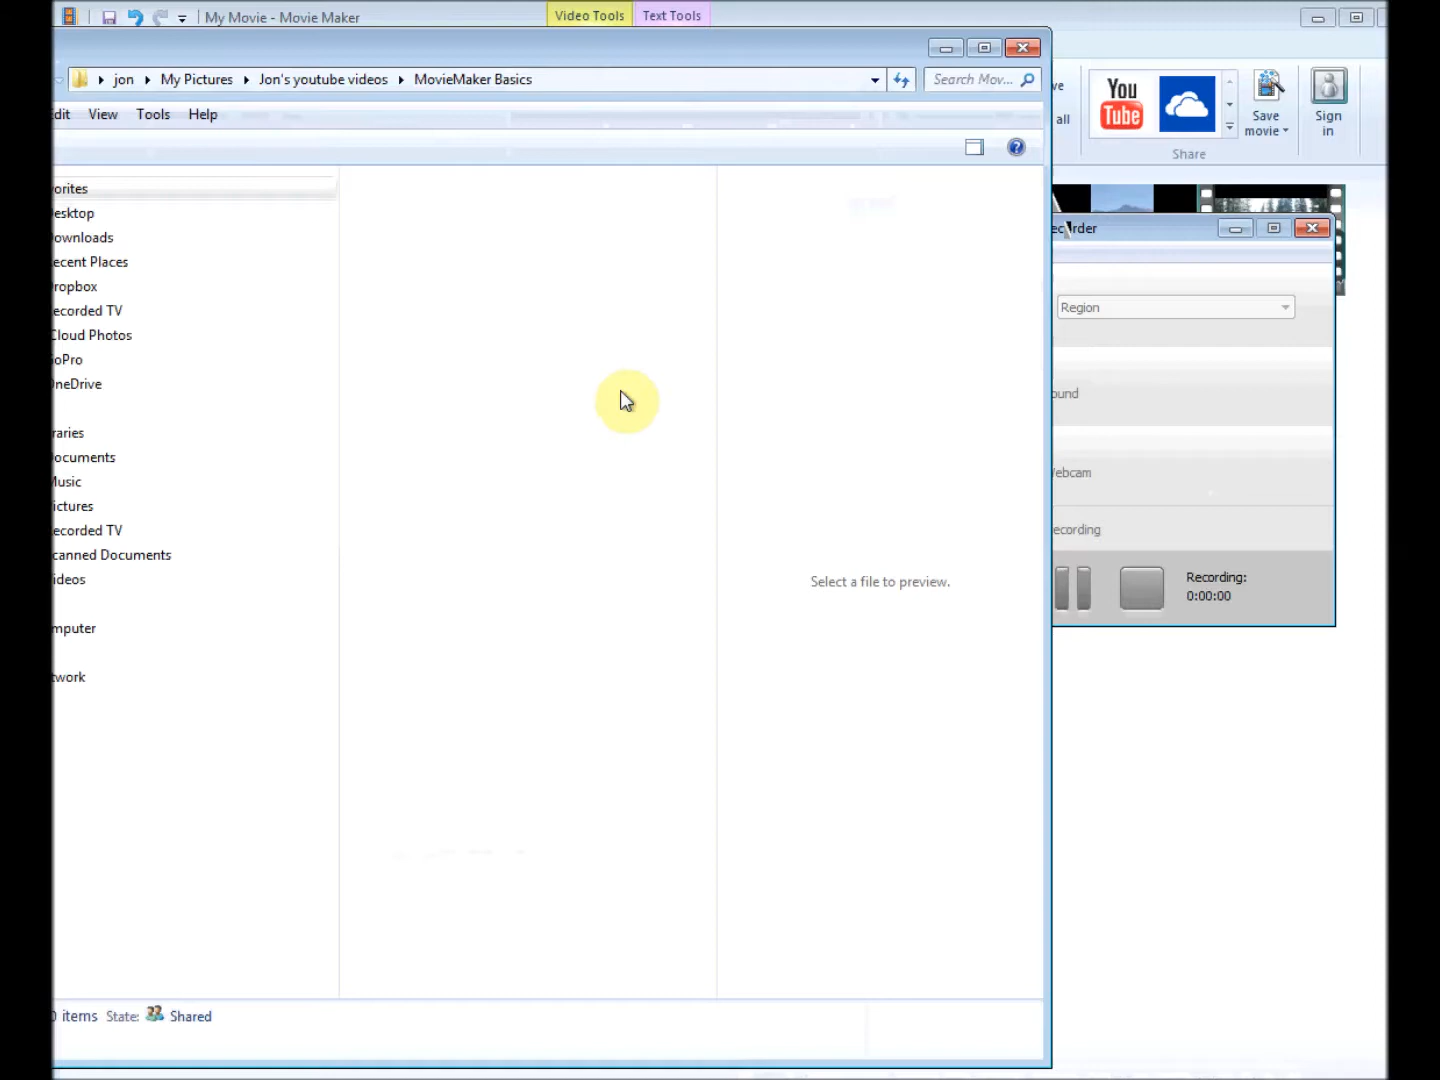 My Movie - Movie Maker
Video Tools
Text Tools
jon
My Pictures
Jon's youtube videos
MovieMaker Basics
Search Mov...
dit
View
Tools
Help
ve
all
You
Tube
Save
movie
Sign
in
Share
orites
esktop
ownloads
ecent Places
ropbox
ecorded TV
Cloud Photos
oPro
neDrive
raries
ocuments
Music
ictures
ecorded TV
canned Documents
ideos
mputer
twork
Select a file to preview.
Region
ound
ebcam
ecording
Recording:
0:00:00
items
State:
Shared